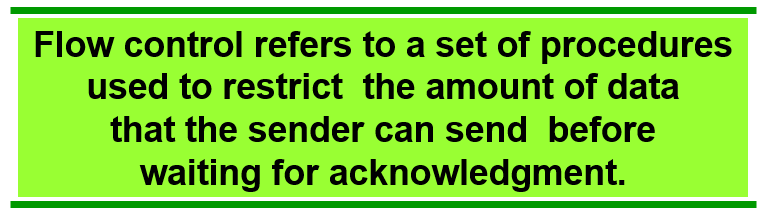 Flow control refers to a set of procedures
used to restrict  the amount of data
that the sender can send  before
waiting for acknowledgment.